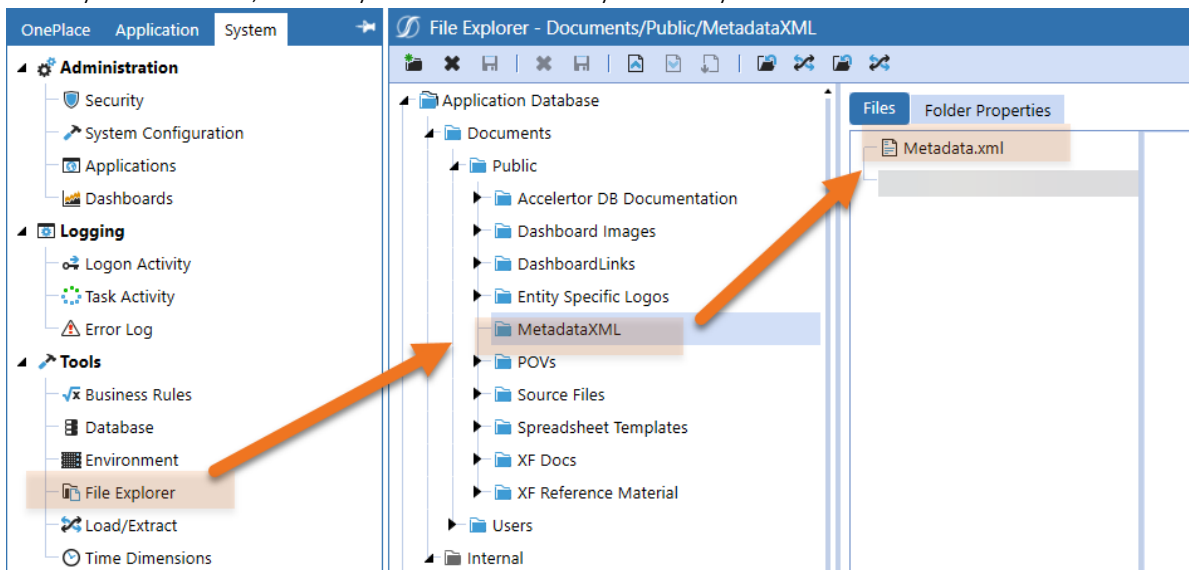 OnePlace Application System
Administration
Security
System Configuration
Applications
Dashboards
Logging
Logon Activity
Task Activity
Error Log
Tools
Business Rules
Database
Environment
File Explorer
Load/Extract
Time Dimensions
File Explorer - Documents/Public/MetadataXML
Application Database
Documents
Public
Accelertor DB Documentation
Dashboard Images
DashboardLinks
Entity Specific Logos
MetadataXML
POVs
Source Files
Spreadsheet Templates
XF Docs
XF Reference Material
Users
Internal
Files Folder Properties
Metadata.xml